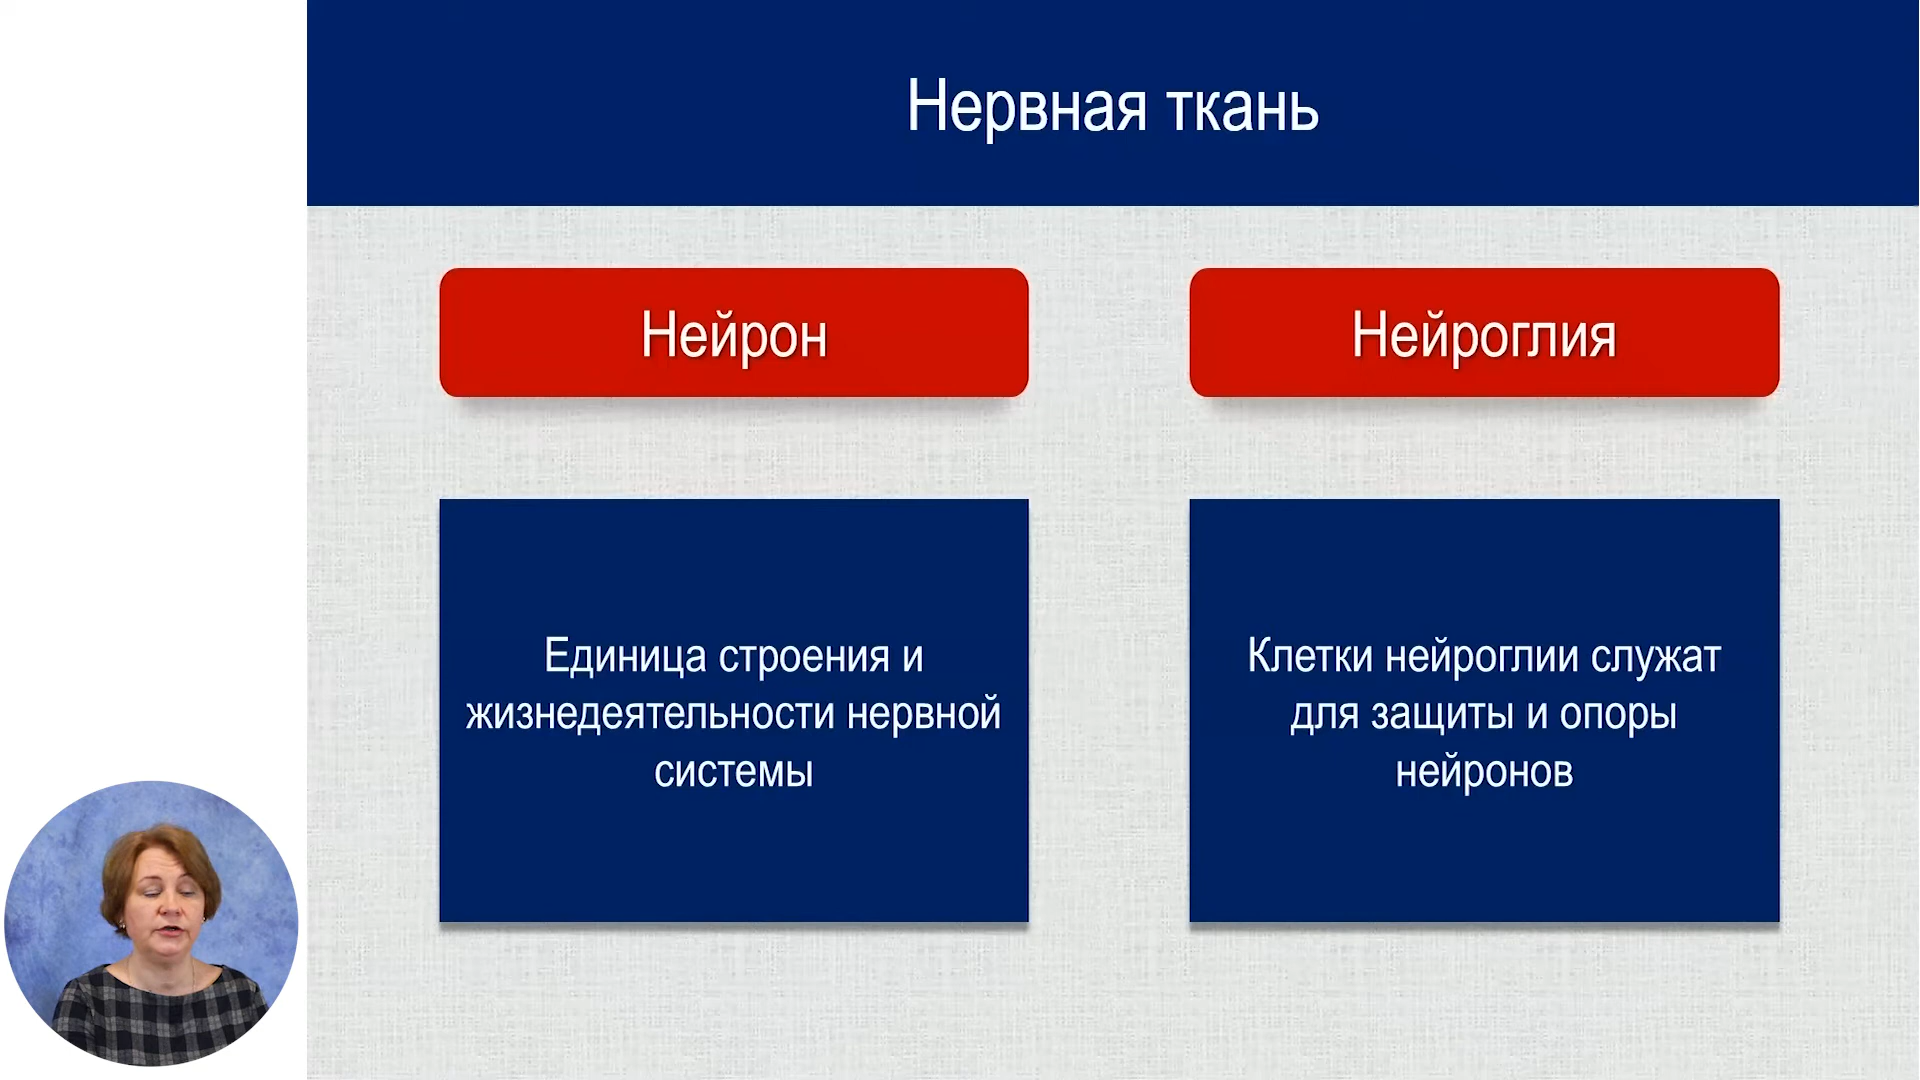 Нервная ткань
Нейрон
Нейроглия
Единица строения и
жизнедеятельности нервной
системы
Клетки нейроглии служат
для защиты и опоры
нейронов